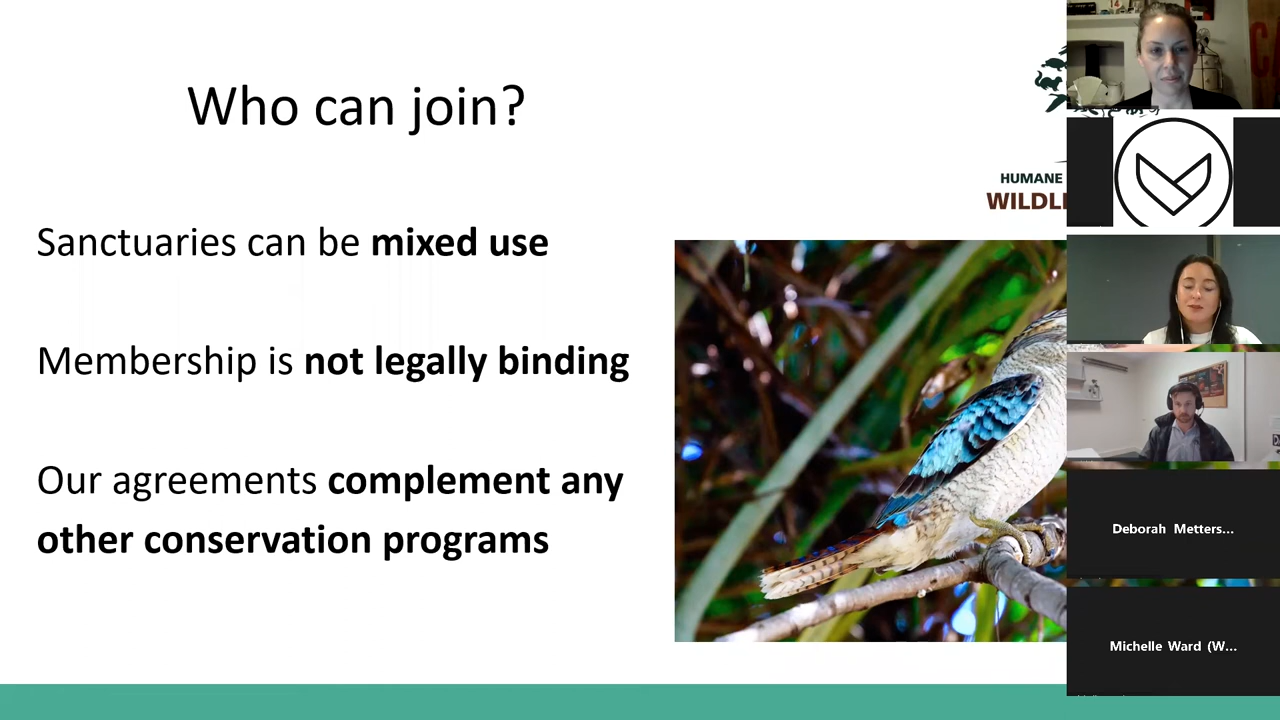 Who can join?
Sanctuaries can be mixed use
Membership is not legally binding
Our agreements complement any
other conservation programs
HUMANE
Deborah Metters...
Michelle Ward (W...